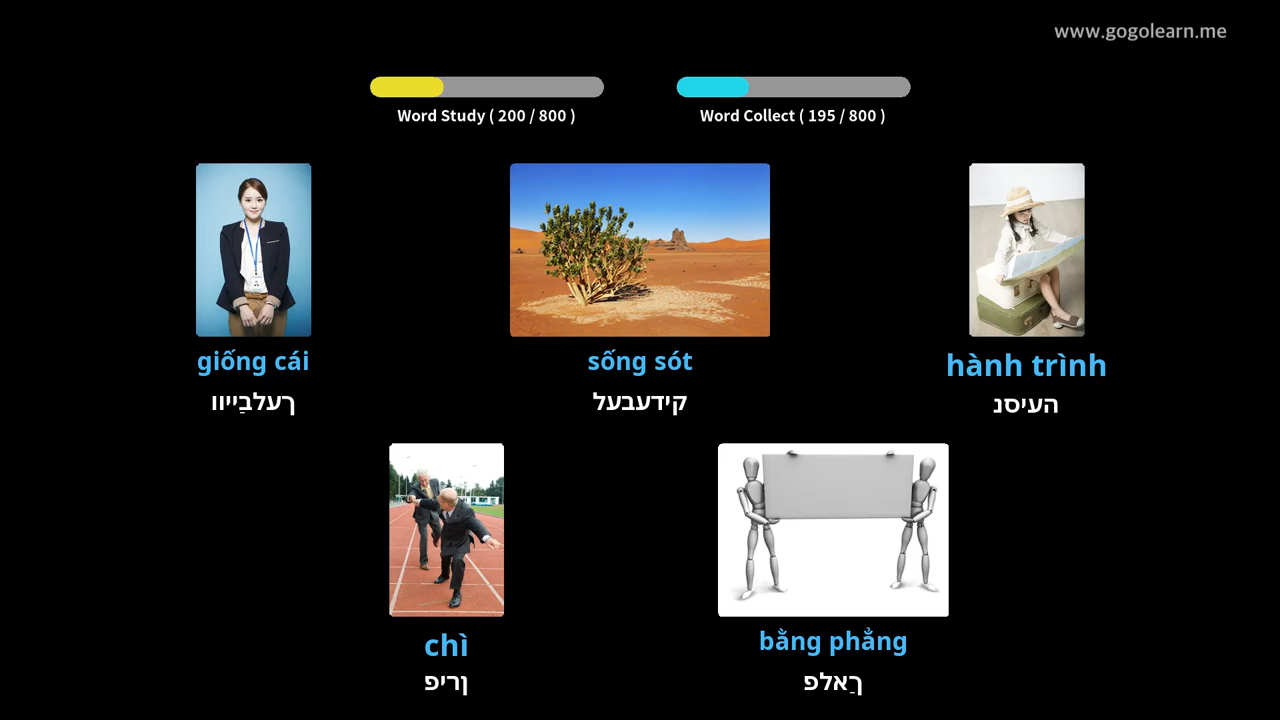 www.gogolearn.me
Word Study ( 200 / 800 )
Word Collect ( 195 / 800 )
giống cái
ךעלבַייוו
sống sót
קידעבעל
hành trình
העיסנ
chì
ןריפ
bằng phẳng
ךַאלפ